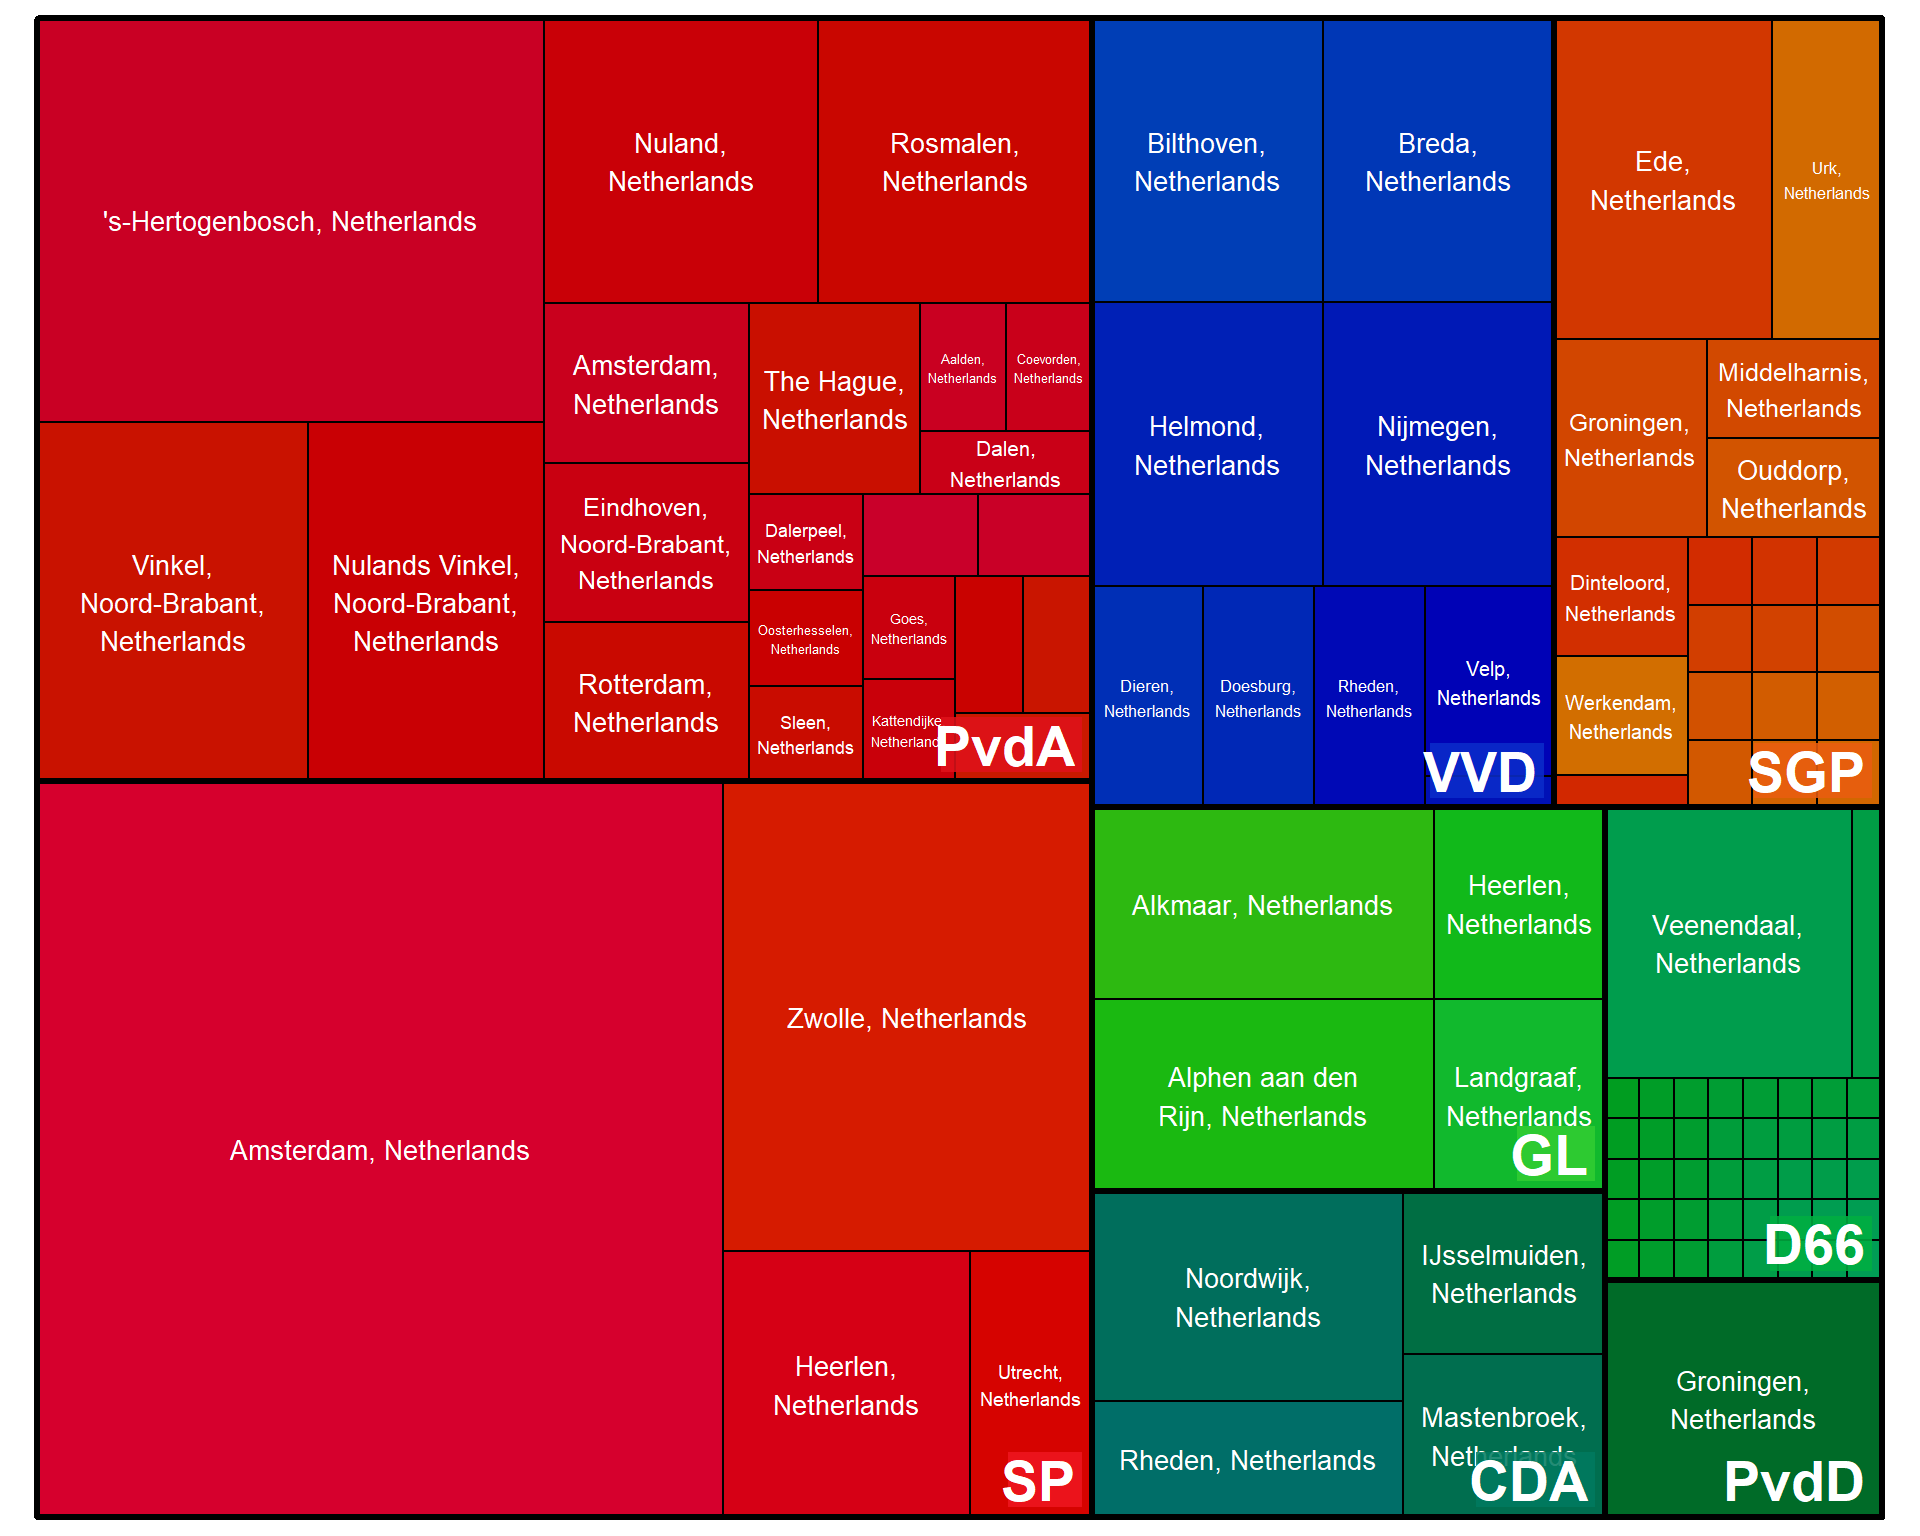 's-Hertogenbosch, Netherlands
Nuland,
Netherlands
Rosmalen,
Netherlands
Vinkel,
Noord-Brabant,
Netherlands
Nulands Vinkel,
Noord-Brabant,
Netherlands
Amsterdam,
Netherlands
Eindhoven,
Noord-Brabant,
Netherlands
Rotterdam,
Netherlands
The Hague,
Netherlands
Aalden,
Netherlands
Coevorden,
Netherlands
Dalen,
Netherlands
Dalerpeel,
Netherlands
Oosterhesselen,
Netherlands
Sleen,
Netherlands
Goes,
Netherlands
Kattendijke
Netherlands
PvdA
Bilthoven,
Netherlands
Breda,
Netherlands
Helmond,
Netherlands
Nijmegen,
Netherlands
Dieren,
Netherlands
Doesburg,
Netherlands
Rheden,
Netherlands
Velp,
Netherlands
VVD
Ede,
Netherlands
Urk,
Netherlands
Groningen,
Netherlands
Middelharnis,
Netherlands
Ouddorp,
Netherlands
Dinteloord,
Netherlands
Werkendam,
Netherlands
SGP
Amsterdam, Netherlands
Zwolle, Netherlands
Heerlen,
Netherlands
Utrecht,
Netherlands
SP
Alkmaar, Netherlands
Heerlen,
Netherlands
Alphen aan den
Rijn, Netherlands
Landgraaf,
Netherlands
GL
Veenendaal,
Netherlands
D66
Noordwijk,
Netherlands
IJsselmuiden,
Netherlands
Rheden, Netherlands
Mastenbroek,
Netherlands
CDA
Groningen,
Netherlands
PvdD